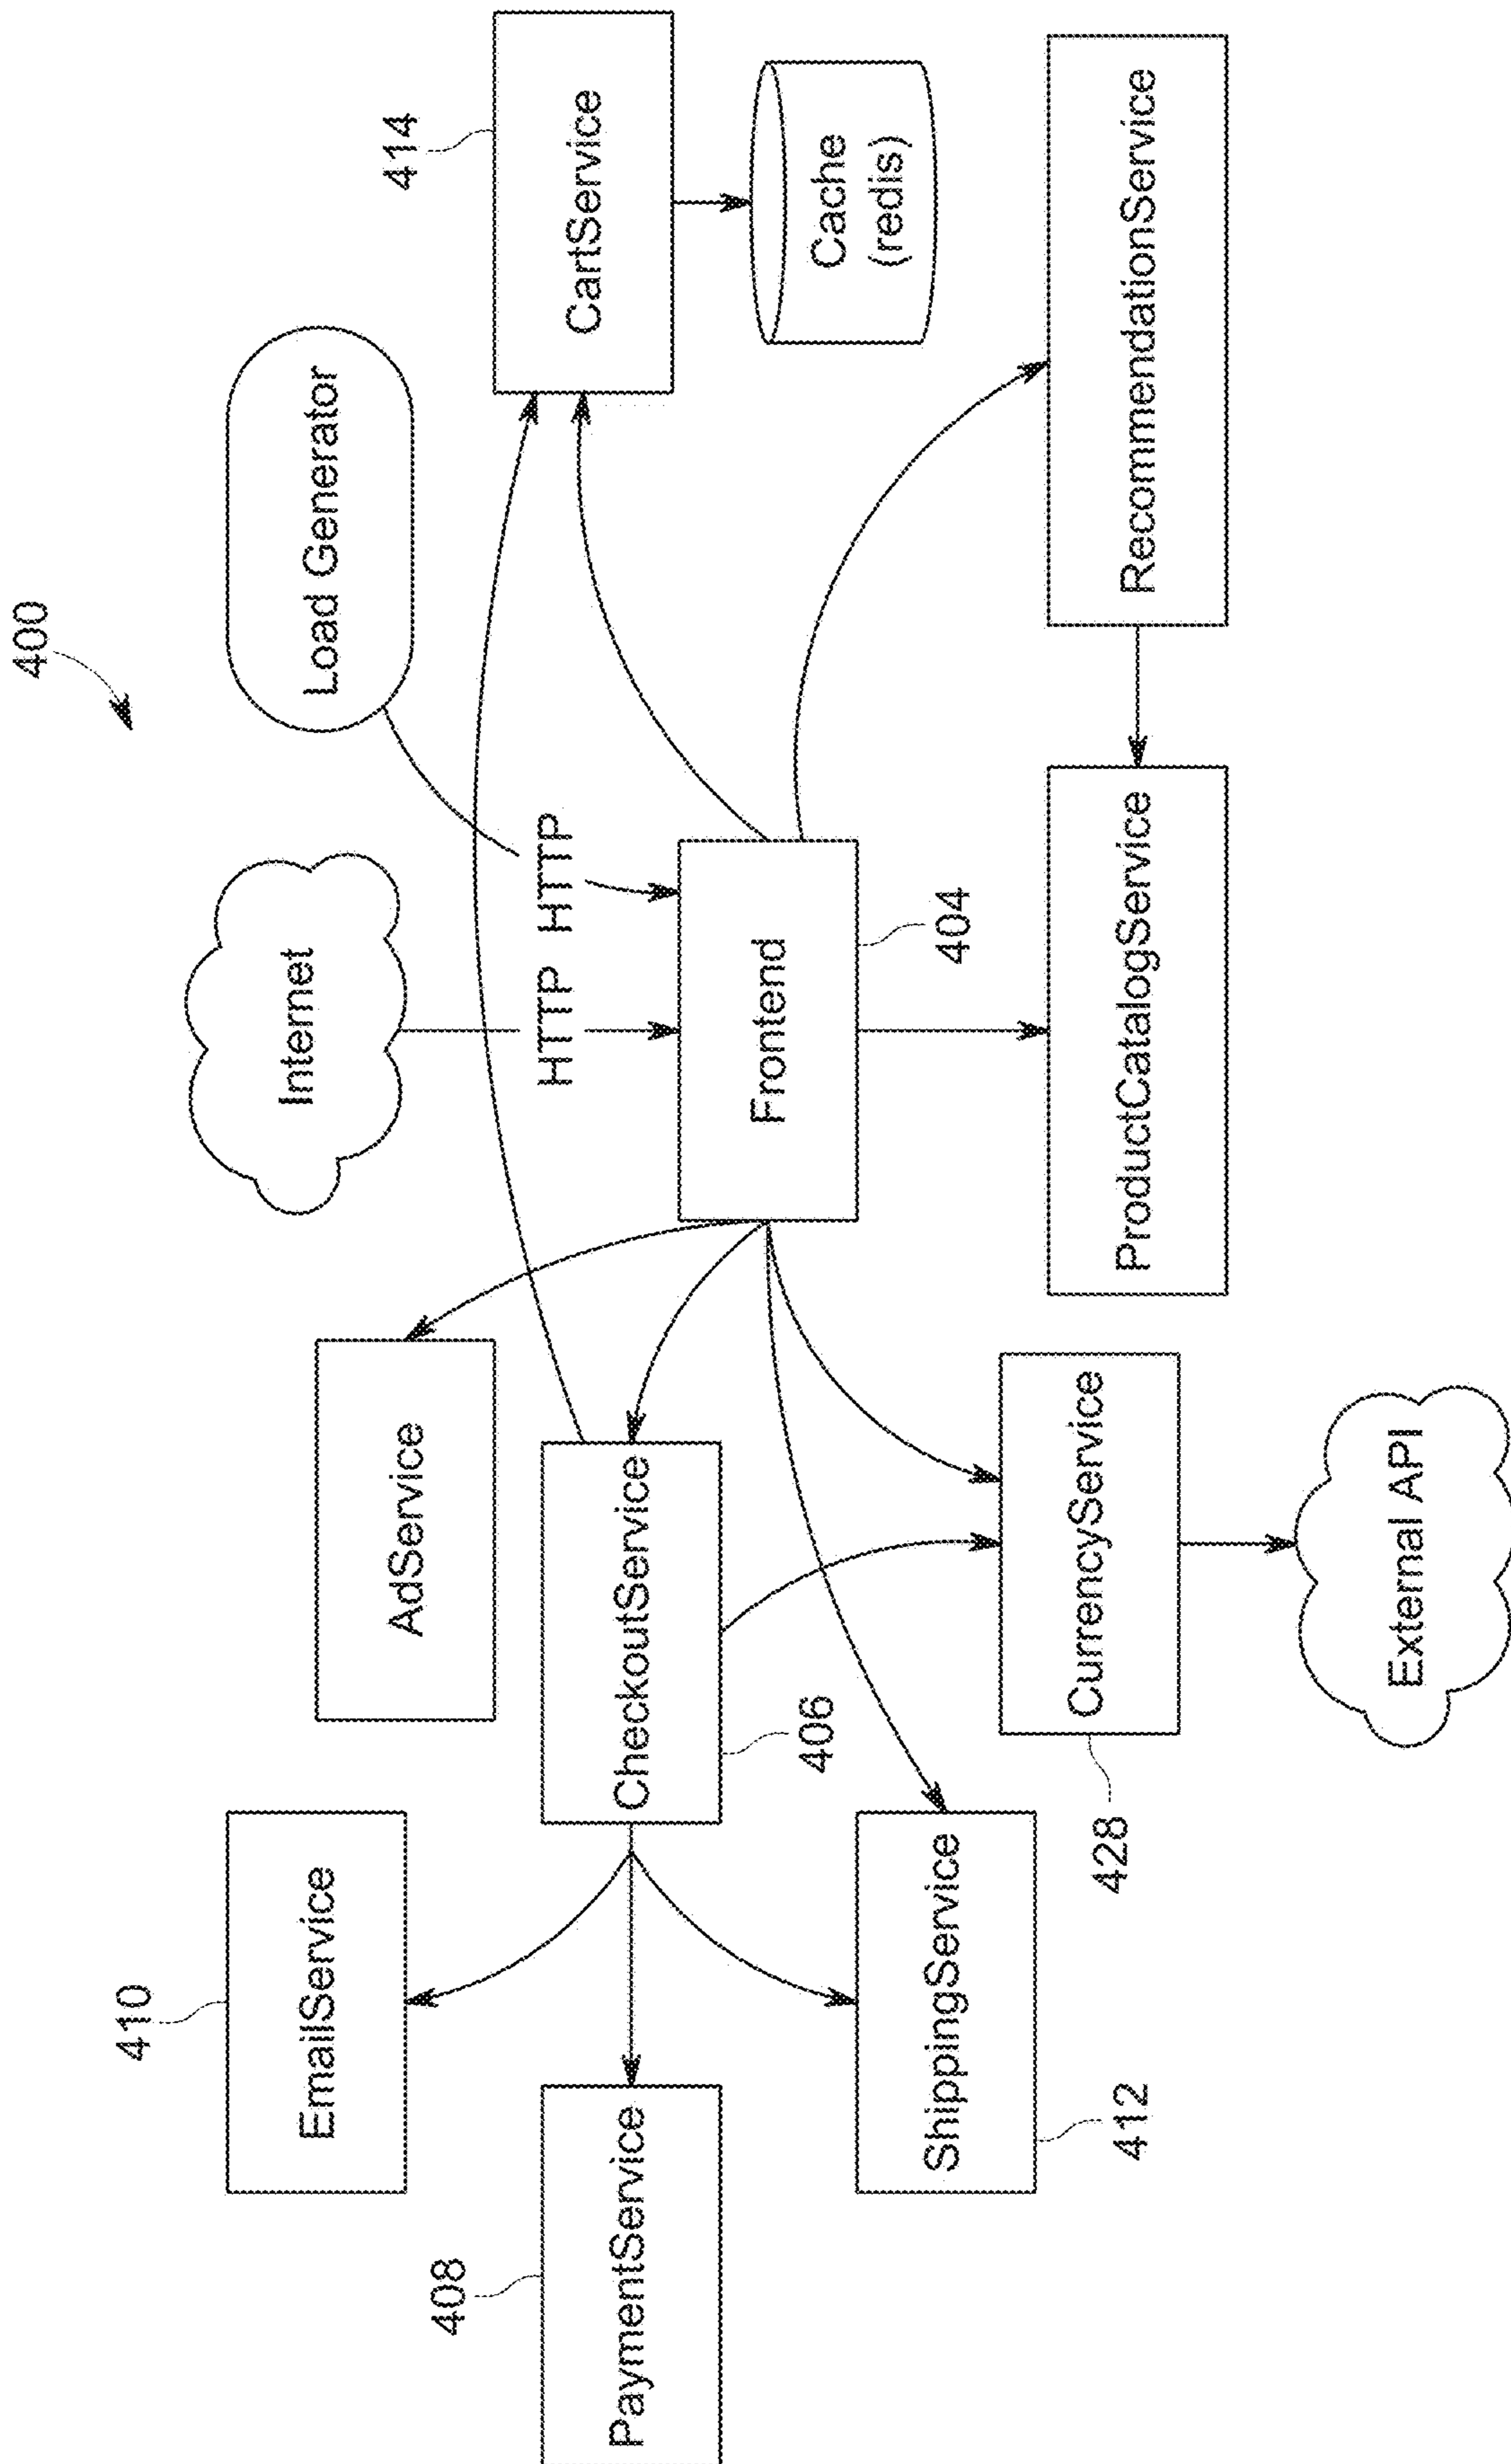 400
Internet
Load Generator
410
414
EmailService
AdService
CartService
408
HTTP
HTTP
PaymentService
CheckoutService
Frontend
Cache
(redis)
406
404
ShippingService
412
428
CurrencyService
ProductCatalogService
RecommendationService
External API